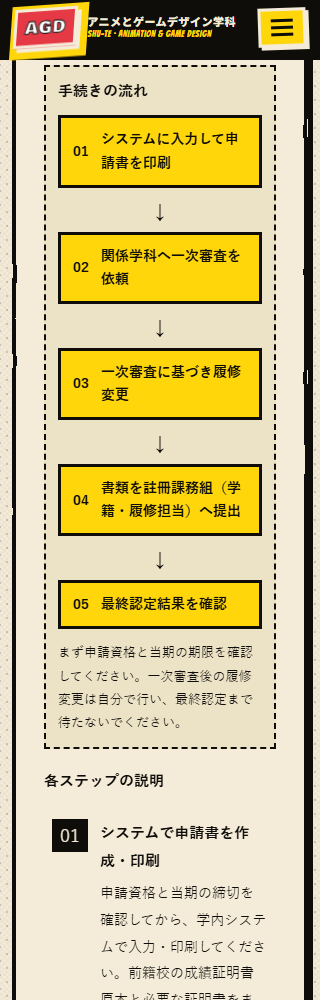 AGD
アニメとゲームデザイン学科
SHU-TE・ANIMATION & GAME DESIGN
手続きの流れ
01 システムに入力して申
請書を印刷
↓
02 関係学科へ一次審査を
依頼
↓
03 一次審査に基づき履修
変更
↓
04 書類を註冊課務組（学
籍・履修担当）へ提出
↓
05 最終認定結果を確認
まず申請資格と当期の期限を確認
してください。一次審査後の履修
変更は自分で行い、最終認定まで
待たないでください。
各ステップの説明
01 システムで申請書を作
成・印刷
申請資格と当期の締切を
確認してから、学内システ
ムで入力・印刷してくださ
い。前籍校の成績証明書
原本と必要な証明書をま